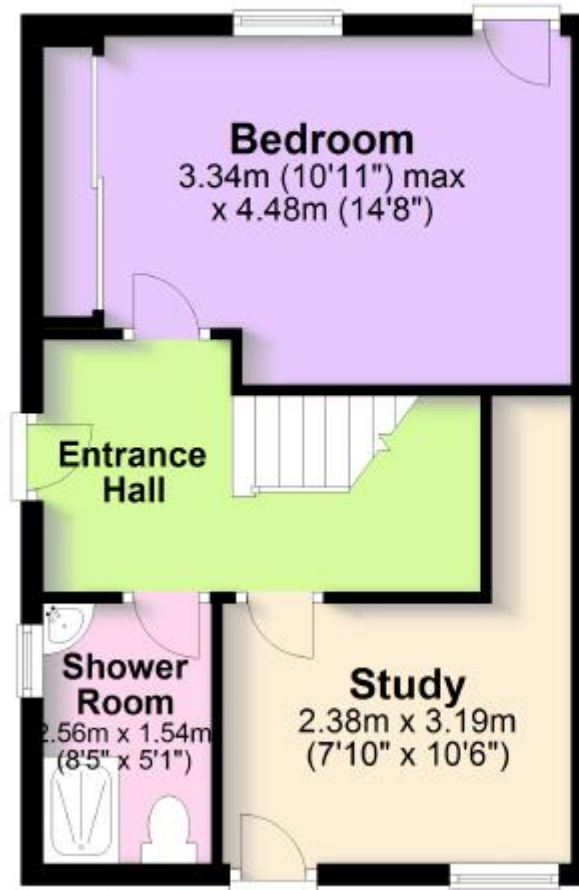 Bedroom
3.34m (10'11") max
x 4.48m (14'8")
Entrance
Hall
Shower
Room
2.56m x 1.54m
(8'5" x 5'1")
Study
2.38m x 3.19m
(7'10" x 10'6")